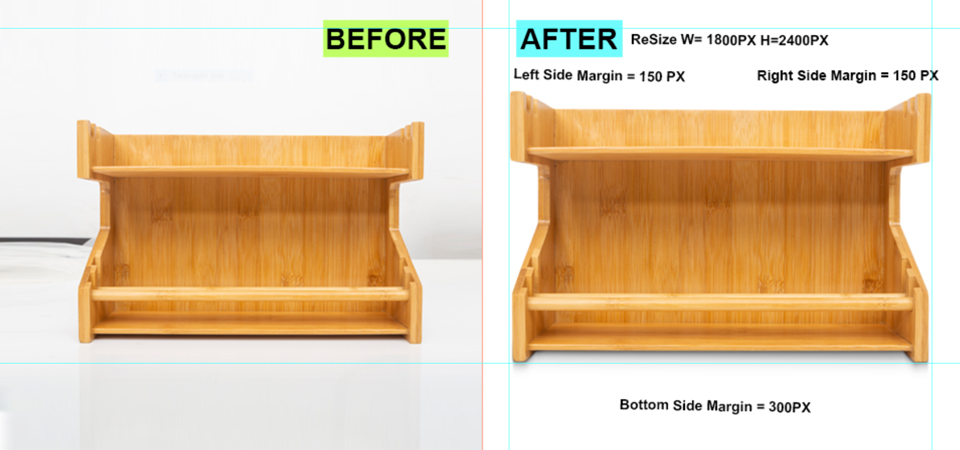 BEFORE
AFTER ReSize W= 1800PX H=2400PX
Left Side Margin = 150 PX
Right Side Margin = 150 PX
Bottom Side Margin = 300PX